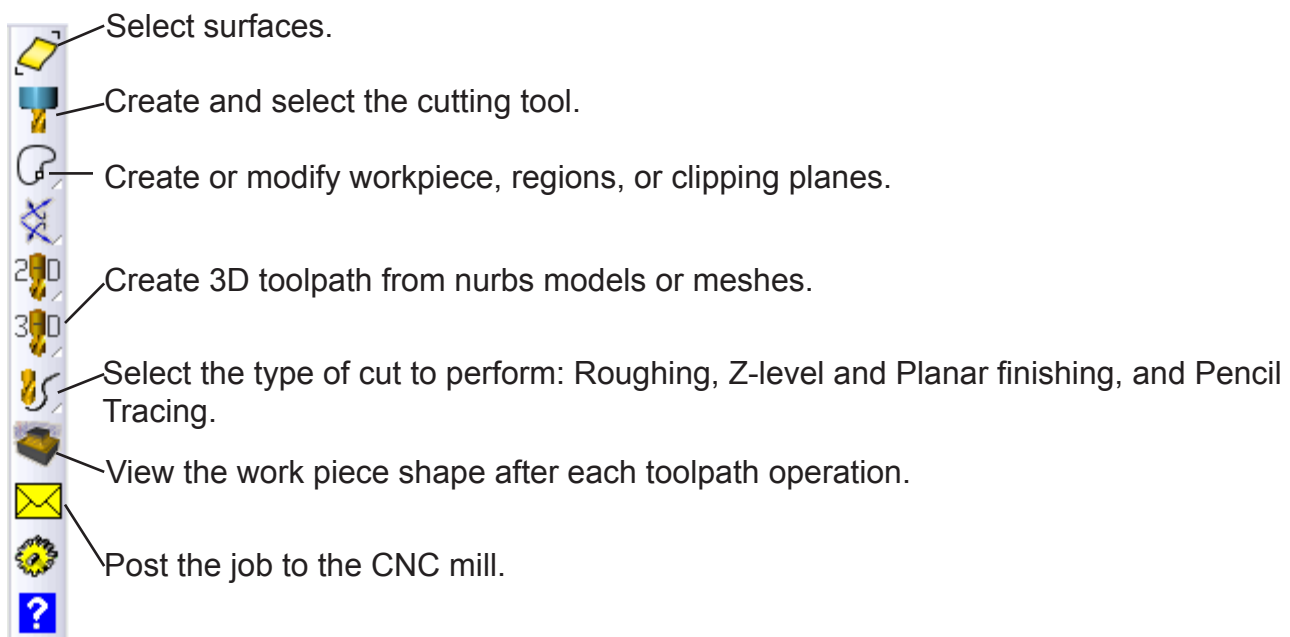 Select surfaces.
Create and select the cutting tool.
Create or modify workpiece, regions, or clipping planes.
2D
Create 3D toolpath from nurbs models or meshes.
3D
Select the type of cut to perform: Roughing, Z-level and Planar finishing, and Pencil
Tracing.
View the work piece shape after each toolpath operation.
Post the job to the CNC mill.
?